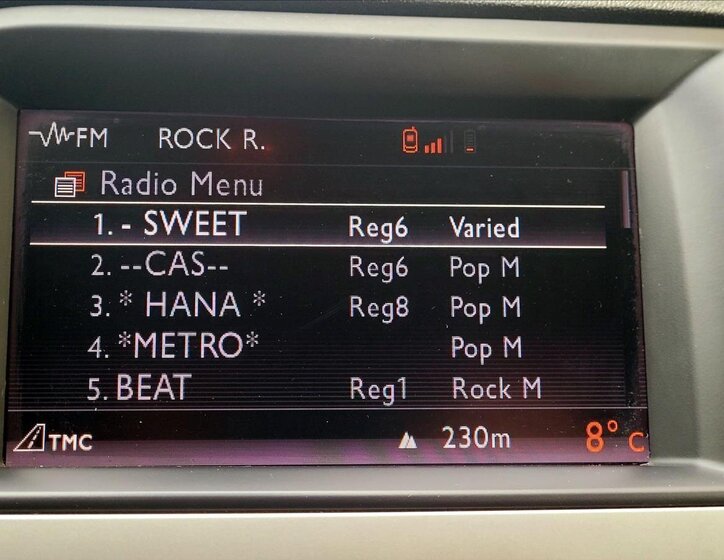 FM ROCK R.
Radio Menu
1. - SWEET Reg6 Varied
2. --CAS-- Reg6 Pop M
3. * HANA * Reg8 Pop M
4. *METRO* Pop M
5. BEAT Reg1 Rock M
TMC 230m 8° C